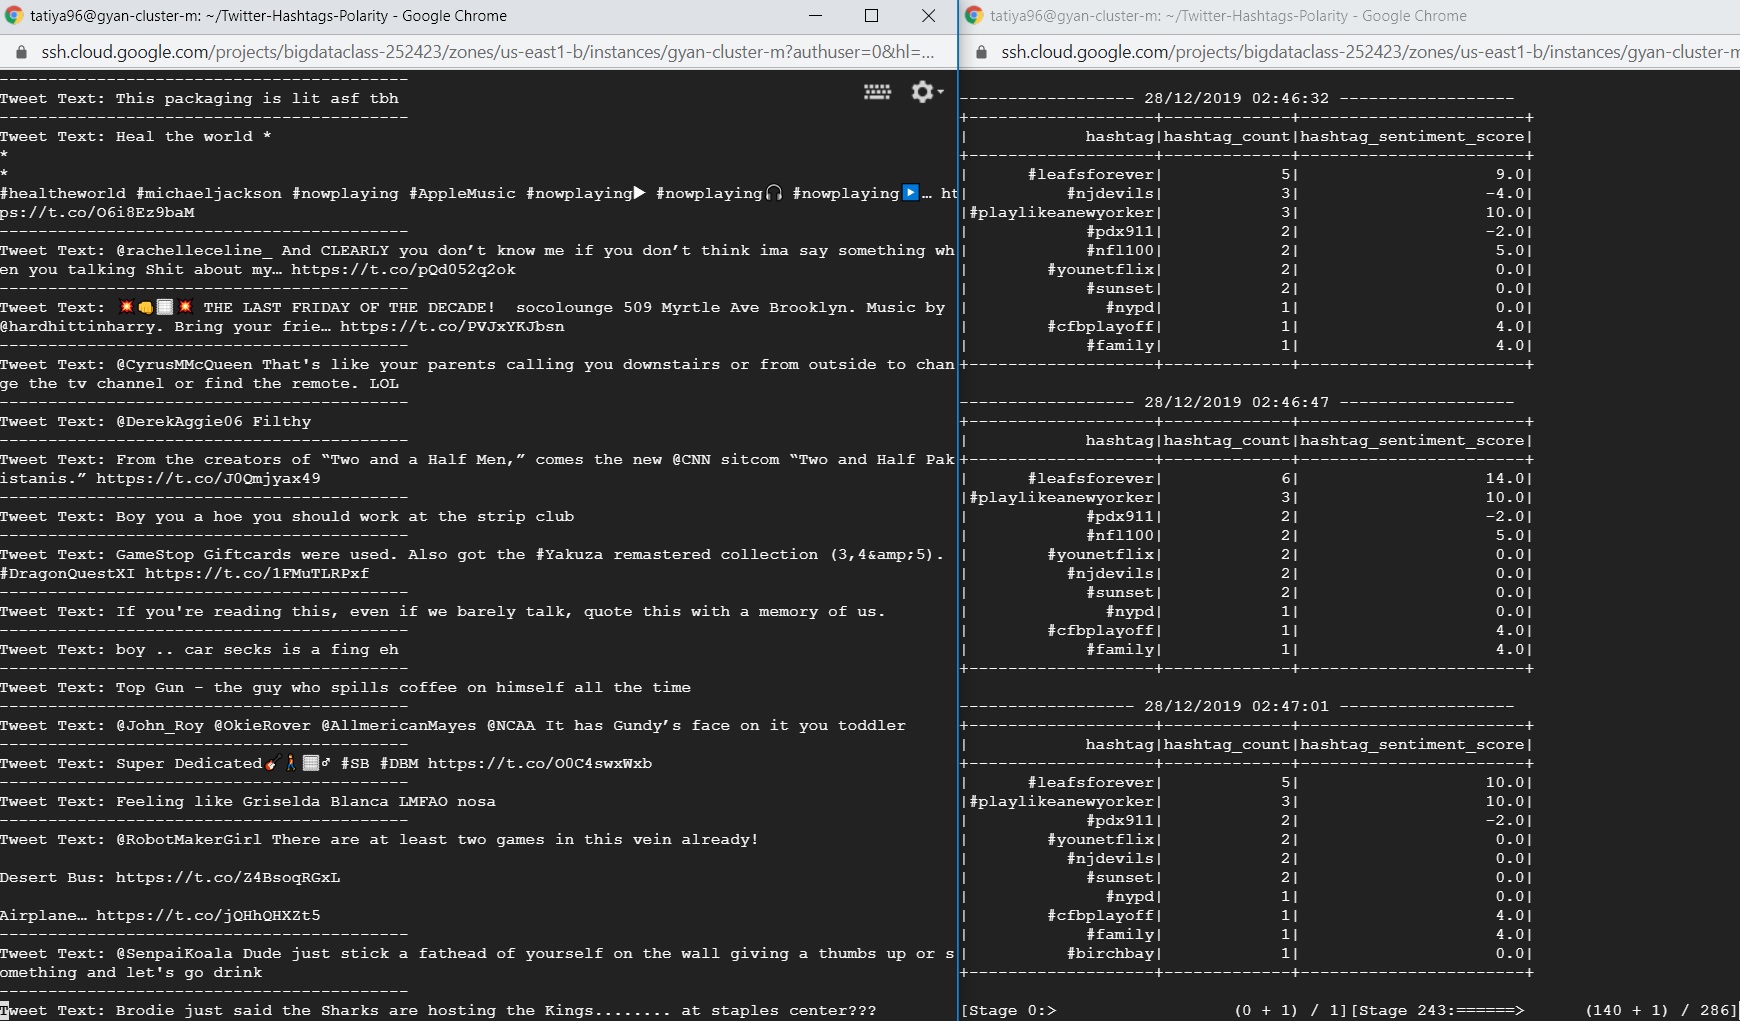 tatiya96@gyan-cluster-m: ~/Twitter-Hashtags-Polarity - Google Chrome
ssh.cloud.google.com/projects/bigdataclass-252423/zones/us-east1-b/instances/gyan-cluster-m?authuser=0&hl=...
------------------------------------------
Tweet Text: This packaging is lit asf tbh
------------------------------------------
Tweet Text: Heal the world *
*
*
#healtheworld #michaeljackson #nowplaying #AppleMusic #nowplaying▶ #nowplaying🎧 #nowplaying▶️… ht
ps://t.co/O6i8Ez9baM
------------------------------------------
Tweet Text: @rachelleceline_ And CLEARLY you don’t know me if you don’t think ima say something wh
en you talking Shit about my… https://t.co/pQd052q2ok
------------------------------------------
Tweet Text: 💥👊💥 THE LAST FRIDAY OF THE DECADE!  socolounge 509 Myrtle Ave Brooklyn. Music by
@hardhittinharry. Bring your frie… https://t.co/PVJxYKJbsn
------------------------------------------
Tweet Text: @CyrusMMcQueen That's like your parents calling you downstairs or from outside to chan
ge the tv channel or find the remote. LOL
------------------------------------------
Tweet Text: @DerekAggie06 Filthy
------------------------------------------
Tweet Text: From the creators of “Two and a Half Men,” comes the new @CNN sitcom “Two and Half Pak
istanis.” https://t.co/J0Qmjyax49
------------------------------------------
Tweet Text: Boy you a hoe you should work at the strip club
------------------------------------------
Tweet Text: GameStop Giftcards were used. Also got the #Yakuza remastered collection (3,4&amp;5).
#DragonQuestXI https://t.co/1FMuTLRPxf
------------------------------------------
Tweet Text: If you're reading this, even if we barely talk, quote this with a memory of us.
------------------------------------------
Tweet Text: boy .. car secks is a fing eh
------------------------------------------
Tweet Text: Top Gun - the guy who spills coffee on himself all the time
------------------------------------------
Tweet Text: @John_Roy @OkieRover @AllmericanMayes @NCAA It has Gundy’s face on it you toddler
------------------------------------------
Tweet Text: Super Dedicated🎸🚶♂ #SB #DBM https://t.co/O0C4swxWxb
------------------------------------------
Tweet Text: Feeling like Griselda Blanca LMFAO nosa
------------------------------------------
Tweet Text: @RobotMakerGirl There are at least two games in this vein already!
Desert Bus: https://t.co/Z4BsoqRGxL
Airplane… https://t.co/jQHhQHXZt5
------------------------------------------
Tweet Text: @SenpaiKoala Dude just stick a fathead of yourself on the wall giving a thumbs up or s
omething and let's go drink
------------------------------------------
Tweet Text: Brodie just said the Sharks are hosting the Kings........ at staples center???
tatiya96@gyan-cluster-m: ~/Twitter-Hashtags-Polarity - Google Chrome
ssh.cloud.google.com/projects/bigdataclass-252423/zones/us-east1-b/instances/gyan-cluster-m
------------------ 28/12/2019 02:46:32 ------------------
+-------------------+-------------+-----------------------+
| hashtag|hashtag_count|hashtag_sentiment_score|
+-------------------+-------------+-----------------------+
| #leafsforever| 5| 9.0|
| #njdevils| 3| -4.0|
|#playlikeanewyorker| 3| 10.0|
| #pdx911| 2| -2.0|
| #nfl100| 2| 5.0|
| #younetflix| 2| 0.0|
| #sunset| 2| 0.0|
| #nypd| 1| 0.0|
| #cfbplayoff| 1| 4.0|
| #family| 1| 4.0|
+-------------------+-------------+-----------------------+
------------------ 28/12/2019 02:46:47 ------------------
+-------------------+-------------+-----------------------+
| hashtag|hashtag_count|hashtag_sentiment_score|
+-------------------+-------------+-----------------------+
| #leafsforever| 6| 14.0|
|#playlikeanewyorker| 3| 10.0|
| #pdx911| 2| -2.0|
| #nfl100| 2| 5.0|
| #younetflix| 2| 0.0|
| #njdevils| 2| 0.0|
| #sunset| 2| 0.0|
| #nypd| 1| 0.0|
| #cfbplayoff| 1| 4.0|
| #family| 1| 4.0|
+-------------------+-------------+-----------------------+
------------------ 28/12/2019 02:47:01 ------------------
+-------------------+-------------+-----------------------+
| hashtag|hashtag_count|hashtag_sentiment_score|
+-------------------+-------------+-----------------------+
| #leafsforever| 5| 10.0|
|#playlikeanewyorker| 3| 10.0|
| #pdx911| 2| -2.0|
| #younetflix| 2| 0.0|
| #njdevils| 2| 0.0|
| #sunset| 2| 0.0|
| #nypd| 1| 0.0|
| #cfbplayoff| 1| 4.0|
| #family| 1| 4.0|
| #birchbay| 1| 0.0|
+-------------------+-------------+-----------------------+
[Stage 0:> (0 + 1) / 1][Stage 243:======> (140 + 1) / 286]